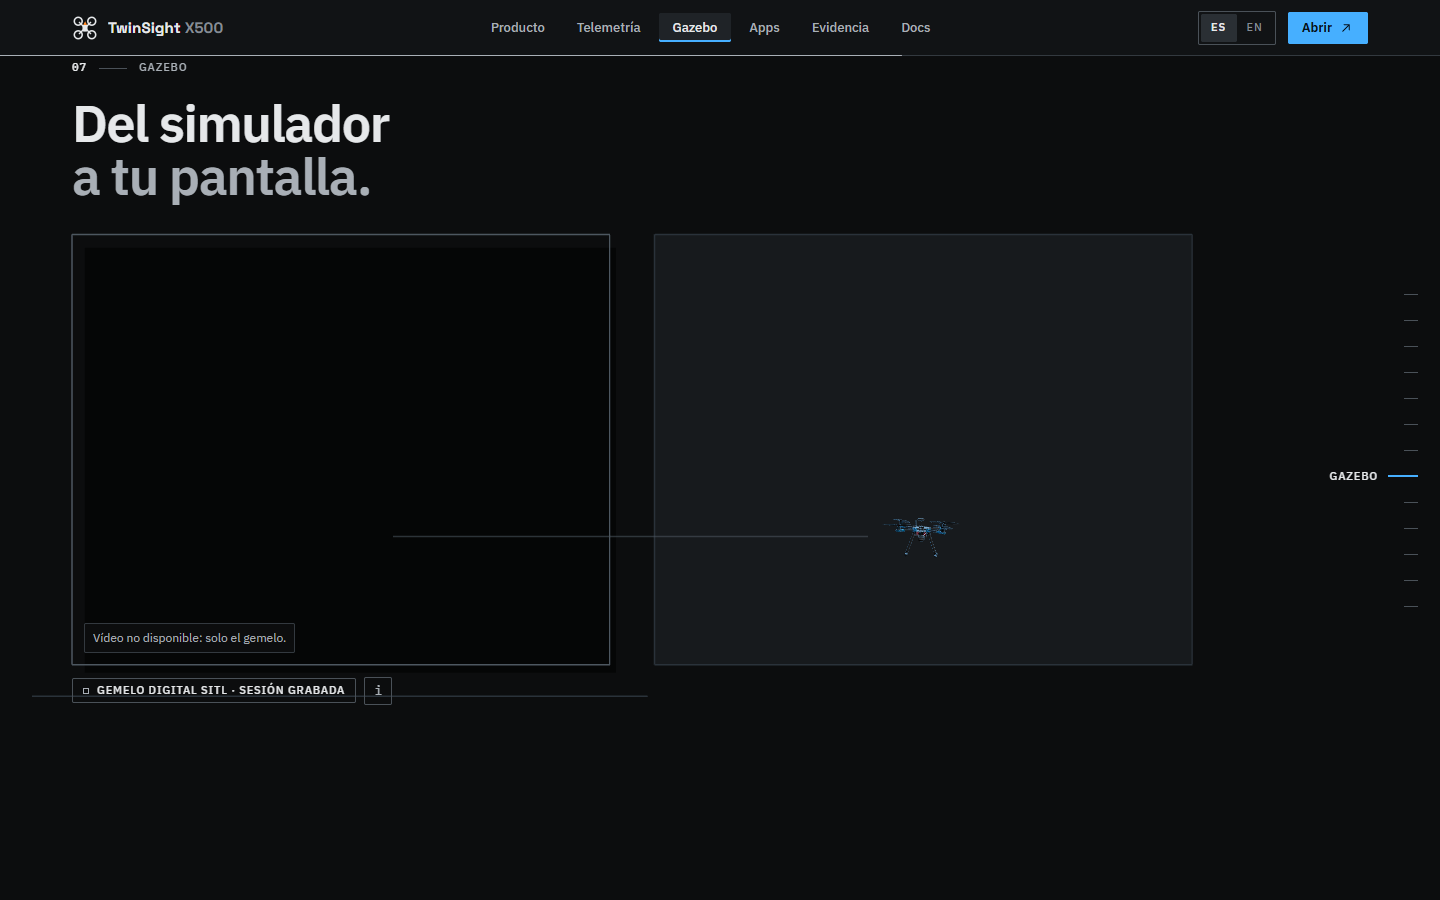 TwinSight X500
Producto
Telemetría
Gazebo
Apps
Evidencia
Docs
ES
EN
Abrir
07
GAZEBO
Del simulador
a tu pantalla.
GAZEBO
Vídeo no disponible: solo el gemelo.
GEMELO DIGITAL SITL · SESIÓN GRABADA
i